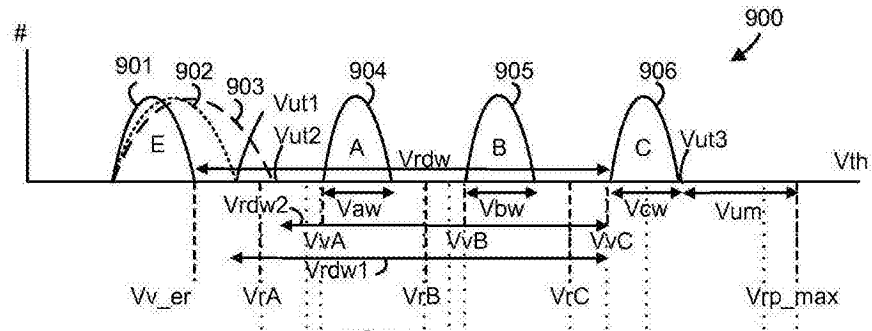 #
900
901
902
903
904
905
906
Vut1
Vut2
Vut3
E
A
B
C
Vrdw
Vth
Vaw
Vbw
Vcw
Vum
Vrdw2
VvA
VvB
VvC
Vrdw1
Vv_er
VrA
VrB
VrC
Vrp_max